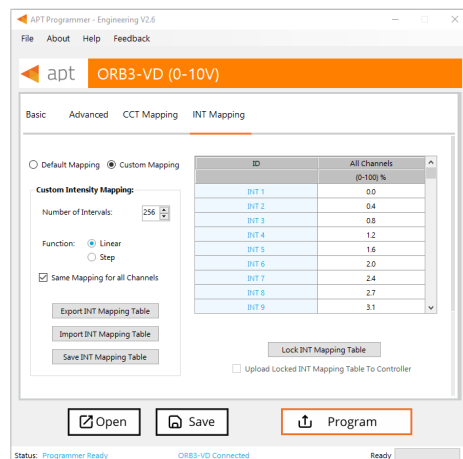 APT Programmer - Engineering V2.6
File About Help Feedback
apt ORB3-VD (0-10V)
Basic Advanced CCT Mapping INT Mapping
Default Mapping Custom Mapping
Custom Intensity Mapping:
Number of Intervals: 256
Function: Linear
Step
Same Mapping for all Channels
Export INT Mapping Table
Import INT Mapping Table
Save INT Mapping Table
ID All Channels
(0-100) %
INT 1 0.0
INT 2 0.4
INT 3 0.8
INT 4 1.2
INT 5 1.6
INT 6 2.0
INT 7 2.4
INT 8 2.7
INT 9 3.1
Lock INT Mapping Table
Upload Locked INT Mapping Table To Controller
Open Save Program
Status: Programmer Ready ORB3-VD Connected Ready